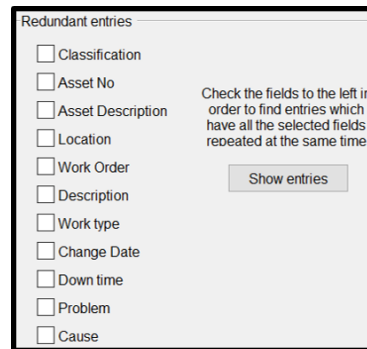 Redundant entries
Classification
Asset No
Asset Description
Location
Work Order
Description
Work type
Change Date
Down time
Problem
Cause
Check the fields to the left in
order to find entries which
have all the selected fields
repeated at the same time
Show entries